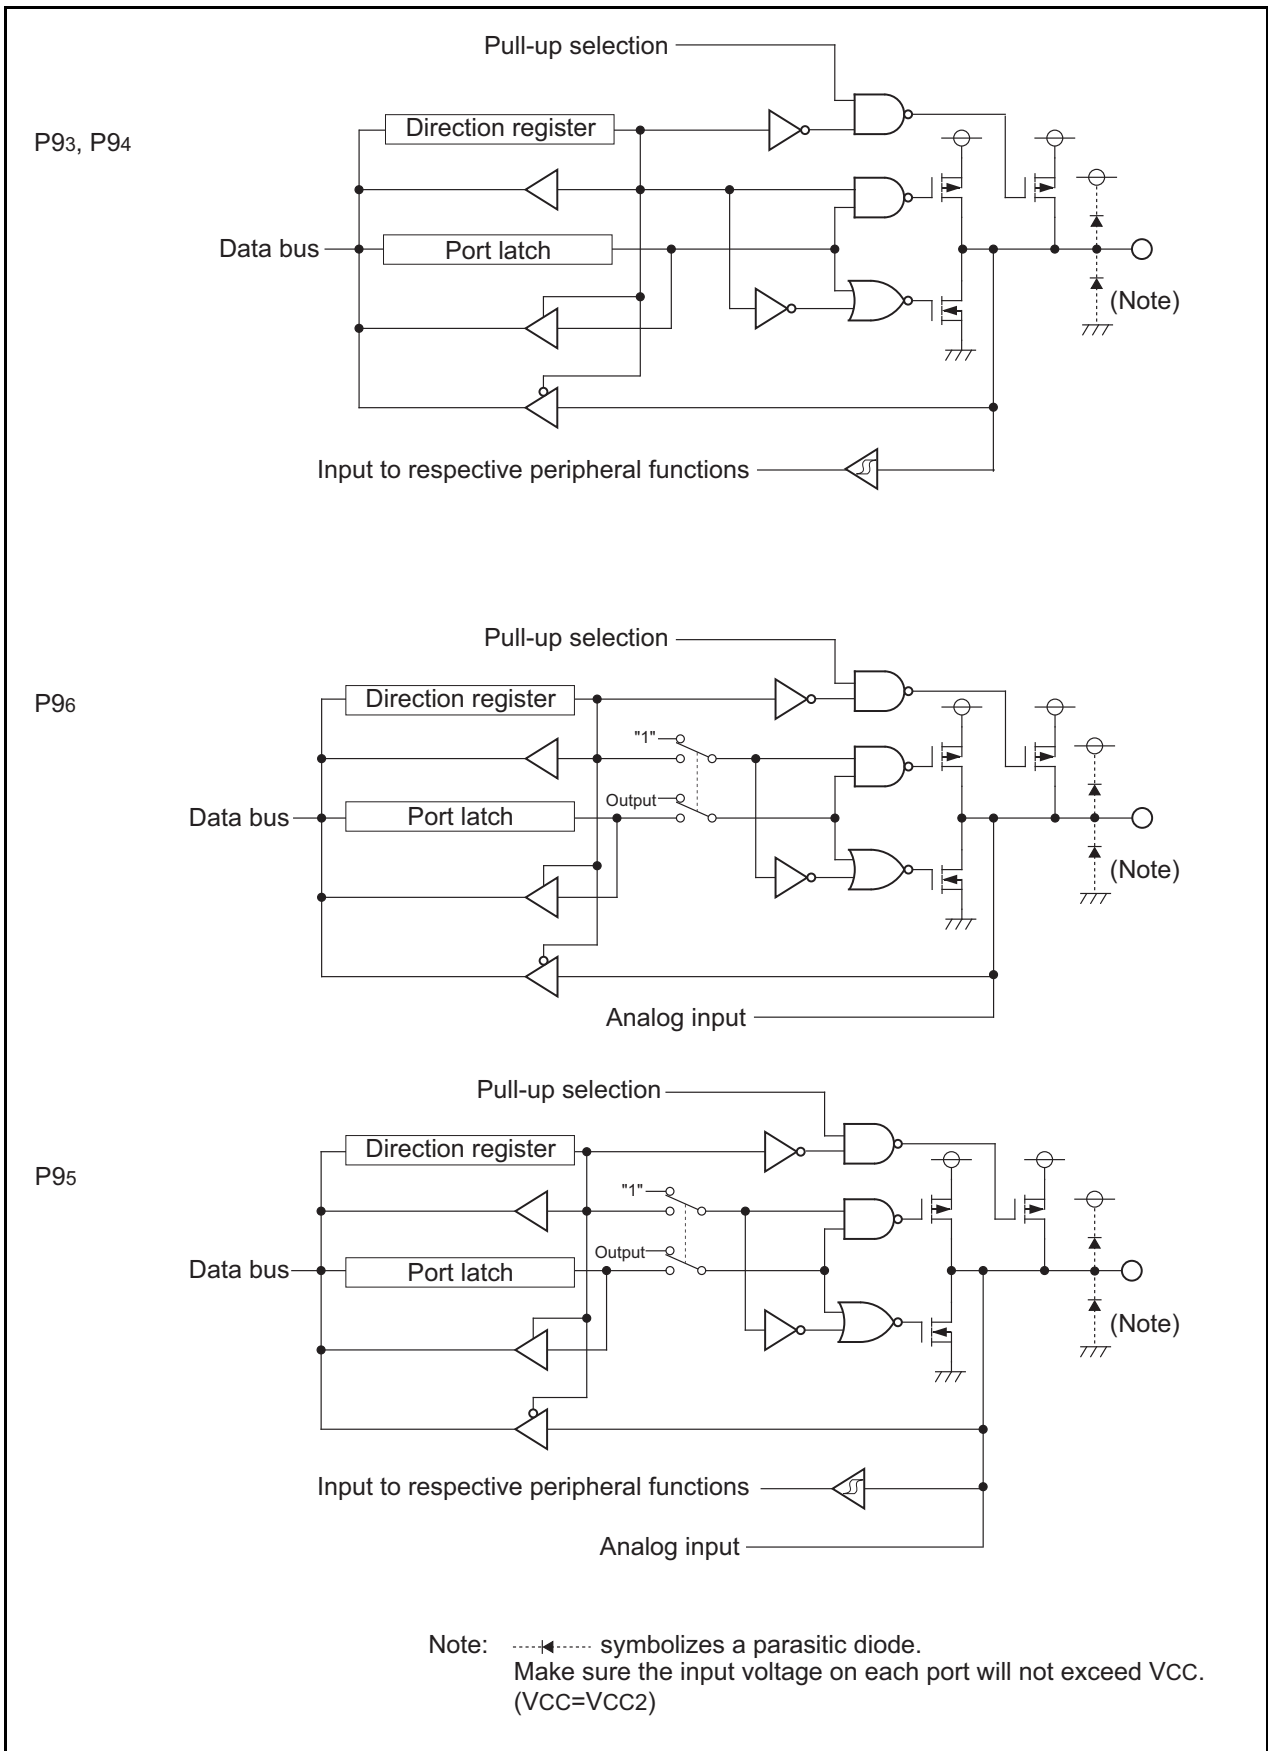 Pull-up selection
P93, P94
Direction register
Data bus
Port latch
(Note)
Input to respective peripheral functions
Pull-up selection
P96
Direction register
"1"
Output
Data bus
Port latch
(Note)
Analog input
Pull-up selection
P95
Direction register
"1"
Output
Data bus
Port latch
(Note)
Input to respective peripheral functions
Analog input
Note: symbolizes a parasitic diode.
Make sure the input voltage on each port will not exceed VCC.
(VCC=VCC2)